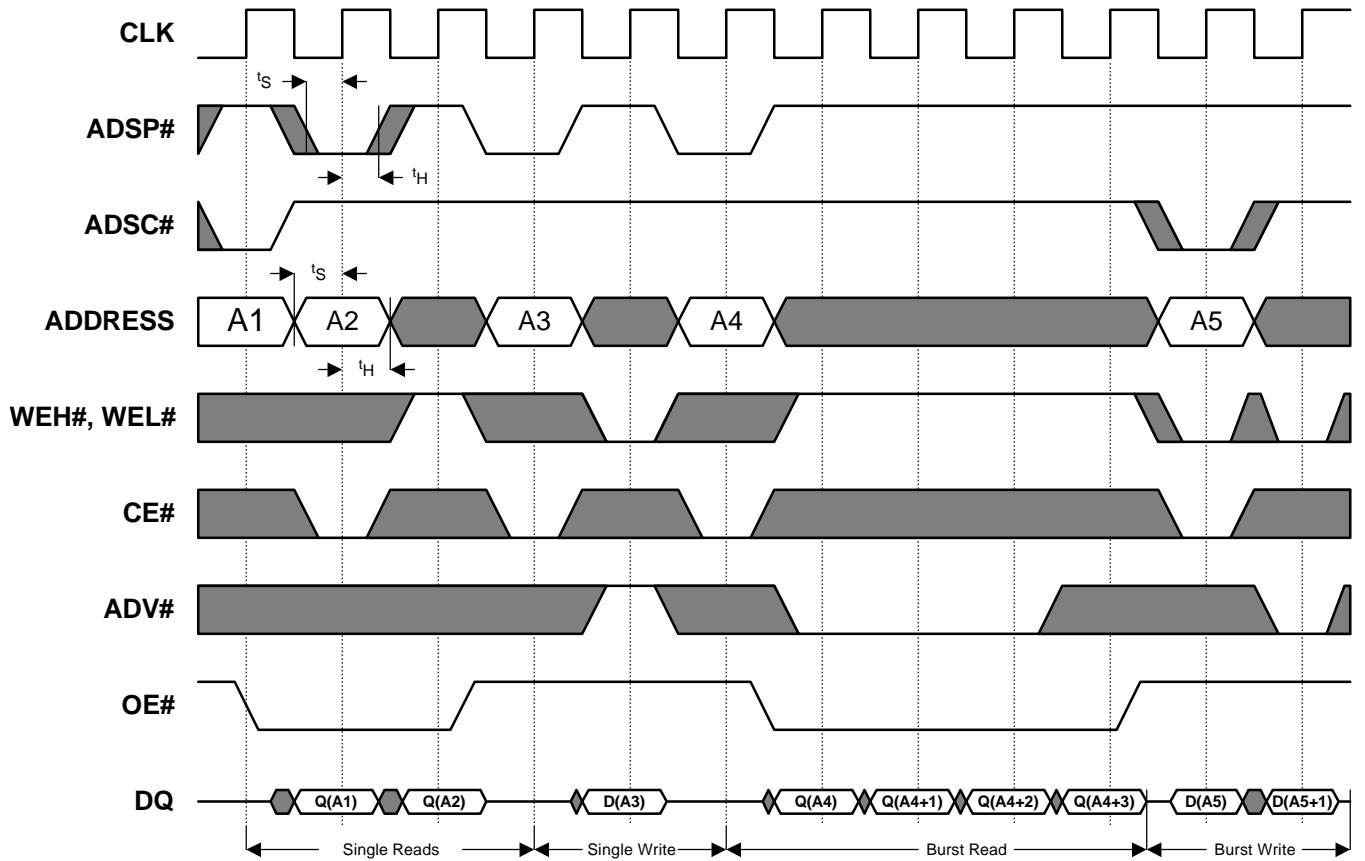 CLK
tS
ADSP#
tH
ADSC#
tS
ADDRESS A1 A2 A3 A4 A5
tH
WEH#, WEL#
CE#
ADV#
OE#
DQ Q(A1) Q(A2) D(A3) Q(A4) Q(A4+1) Q(A4+2) Q(A4+3) D(A5) D(A5+1)
Single Reads Single Write Burst Read Burst Write